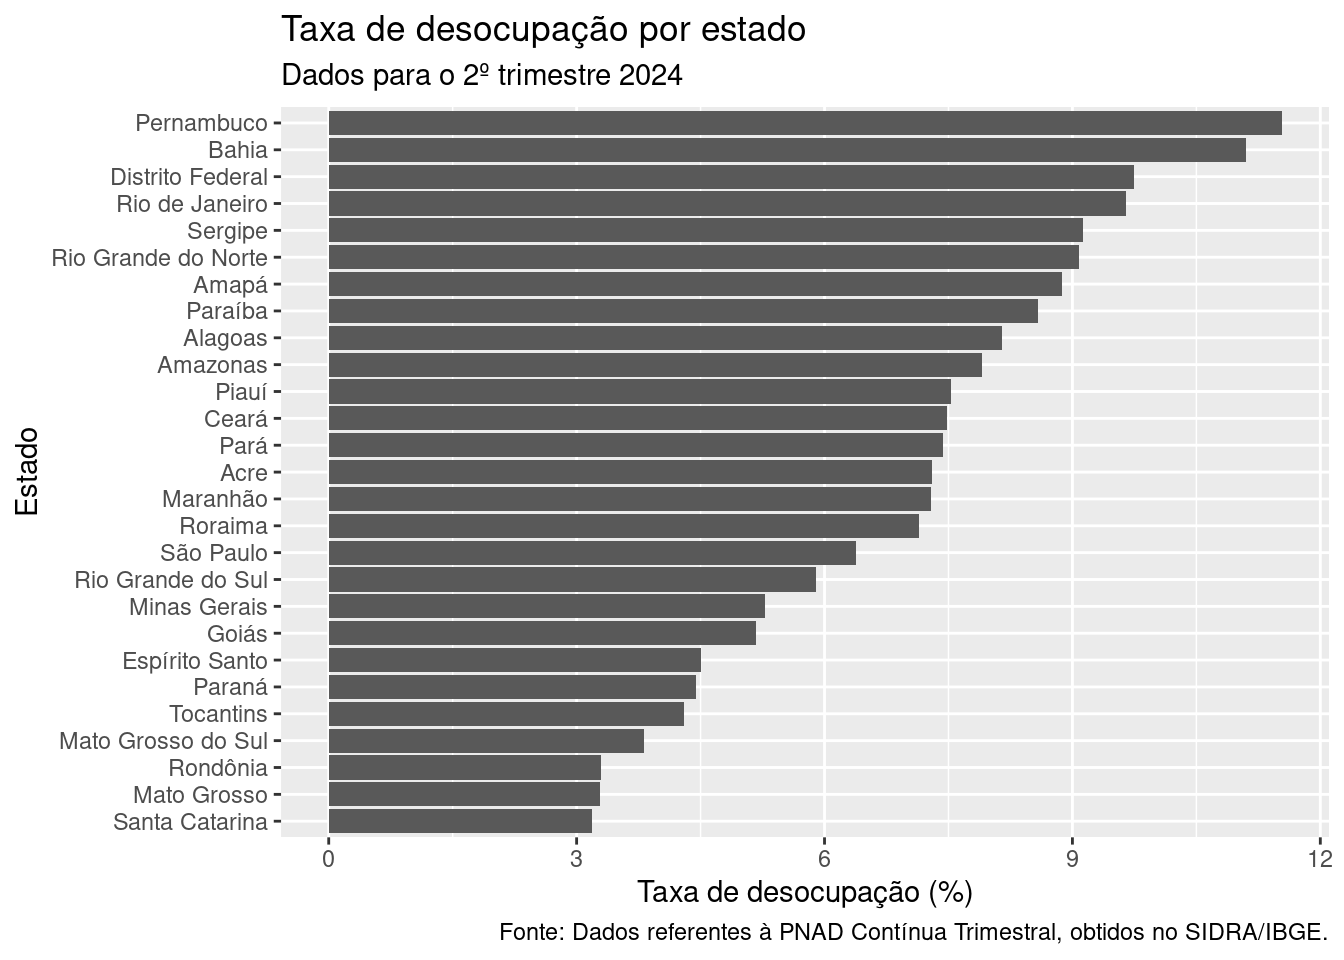 Taxa de desocupação por estado
Dados para o 2º trimestre 2024
Estado
Pernambuco
Bahia
Distrito Federal
Rio de Janeiro
Sergipe
Rio Grande do Norte
Amapá
Paraíba
Alagoas
Amazonas
Piauí
Ceará
Pará
Acre
Maranhão
Roraima
São Paulo
Rio Grande do Sul
Minas Gerais
Goiás
Espírito Santo
Paraná
Tocantins
Mato Grosso do Sul
Rondônia
Mato Grosso
Santa Catarina
0 3 6 9 12
Taxa de desocupação (%)
Fonte: Dados referentes à PNAD Contínua Trimestral, obtidos no SIDRA/IBGE.